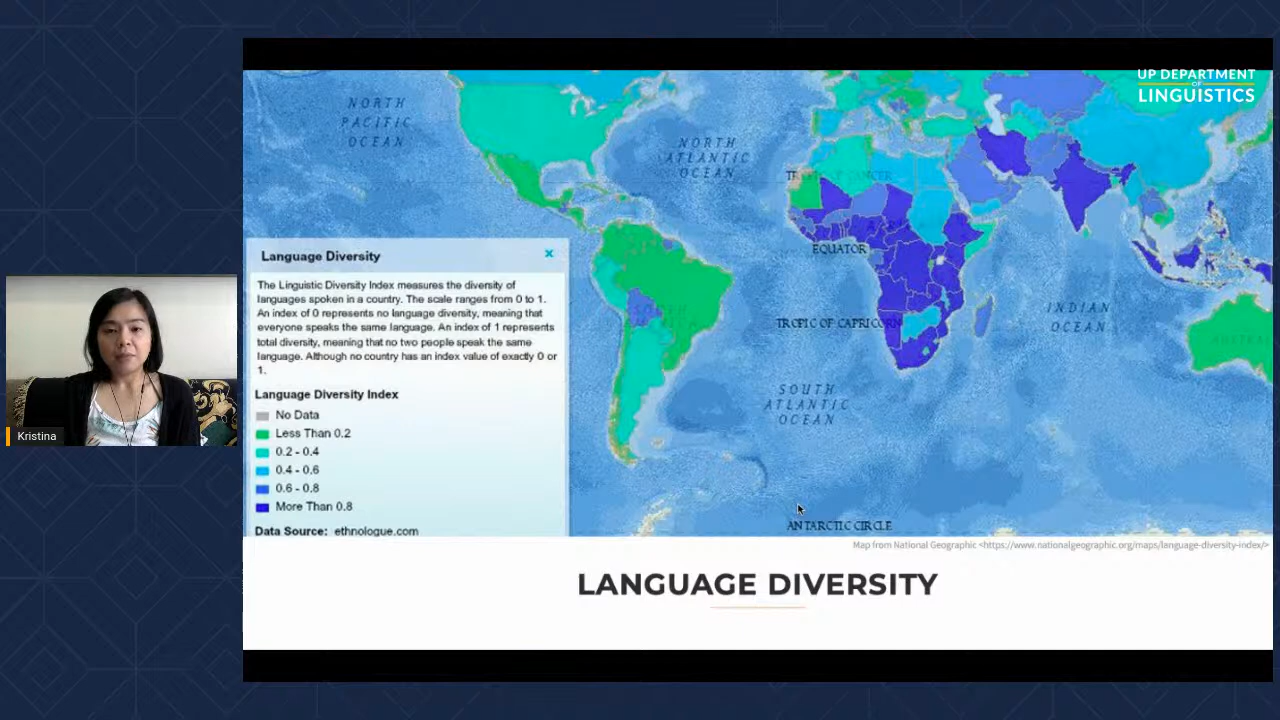 UP DEPARTMENT
OF
LINGUISTICS
NORTH
PACIFIC
OCEAN
NORTH
ATLANTIC
OCEAN
EQUATOR
TROPIC OF CAPRICORN
INDIAN
OCEAN
SOUTH
ATLANTIC
OCEAN
ANTARCTIC CIRCLE
Language Diversity
The Linguistic Diversity Index measures the diversity of
languages spoken in a country. The scale ranges from 0 to 1.
An index of 0 represents no language diversity, meaning that
everyone speaks the same language. An index of 1 represents
total diversity, meaning that no two people speak the same
language. Although no country has an index value of exactly 0 or
1.
Language Diversity Index
No Data
Less Than 0.2
0.2 - 0.4
0.4 - 0.6
0.6 - 0.8
More Than 0.8
Data Source: ethnologue.com
Kristina
Map from National Geographic <https://www.nationalgeographic.org/maps/language-diversity-index/>
LANGUAGE DIVERSITY